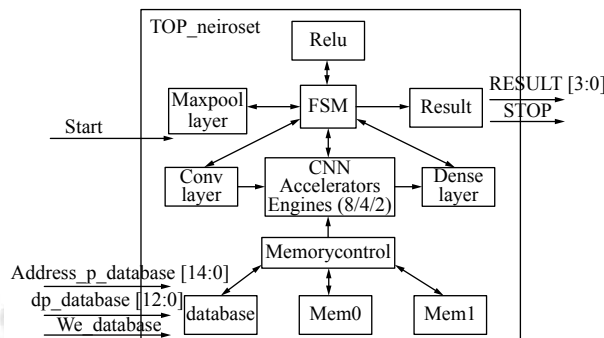 TOP_neiroset
Relu
RESULT [3:0]
Maxpool
layer
FSM
Result
STOP
Start
Conv
layer
CNN
Accelerators
Engines (8/4/2)
Dense
layer
Memorycontrol
Address_p_database [14:0]
dp_database [12:0]
We_database
database
Mem0
Mem1